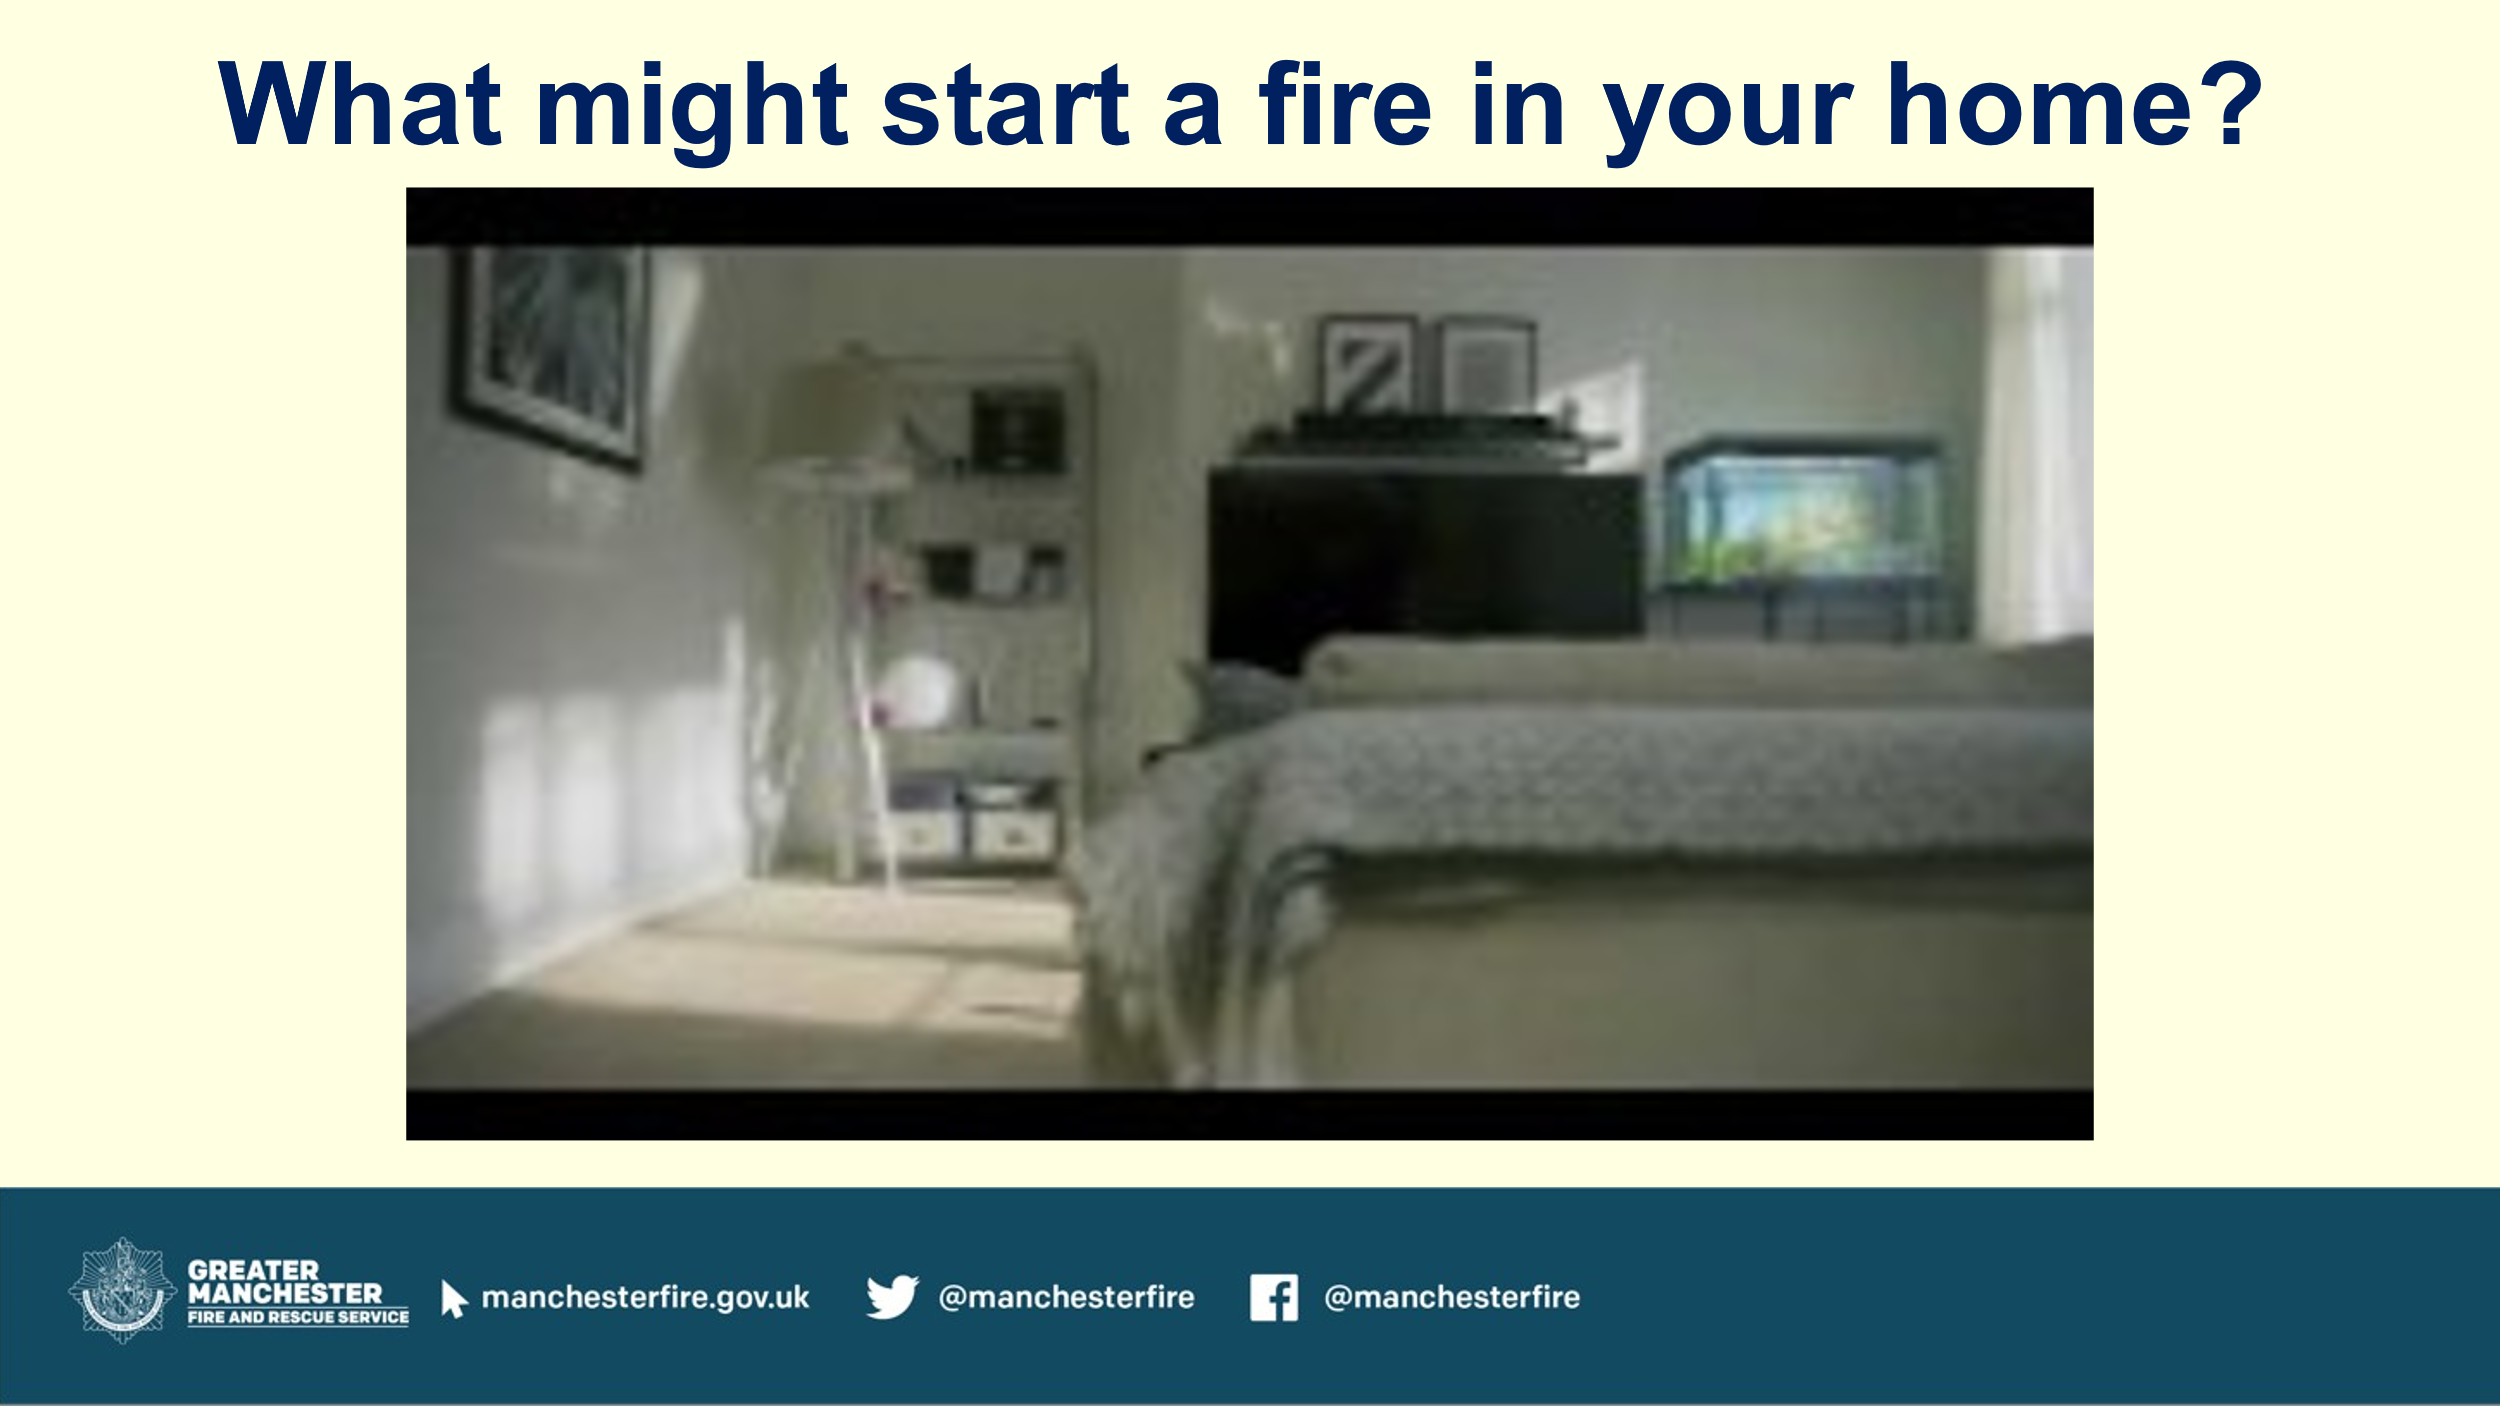 What might start a fire in your home?
GREATER
MANCHESTER
FIRE AND RESCUE SERVICE
manchesterfire.gov.uk
@manchesterfire
@manchesterfire